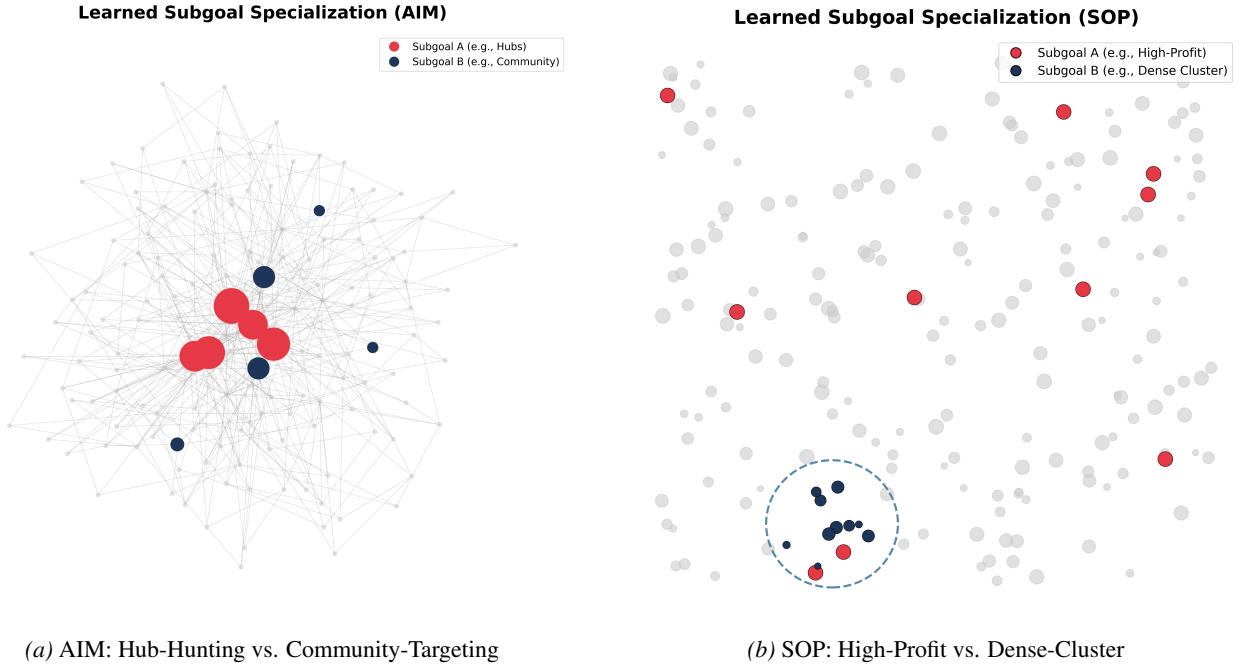 Learned Subgoal Specialization (AIM)
Subgoal A (e.g., Hubs)
Subgoal B (e.g., Community)
(a) AIM: Hub-Hunting vs. Community-Targeting
Learned Subgoal Specialization (SOP)
Subgoal A (e.g., High-Profit)
Subgoal B (e.g., Dense Cluster)
(b) SOP: High-Profit vs. Dense-Cluster